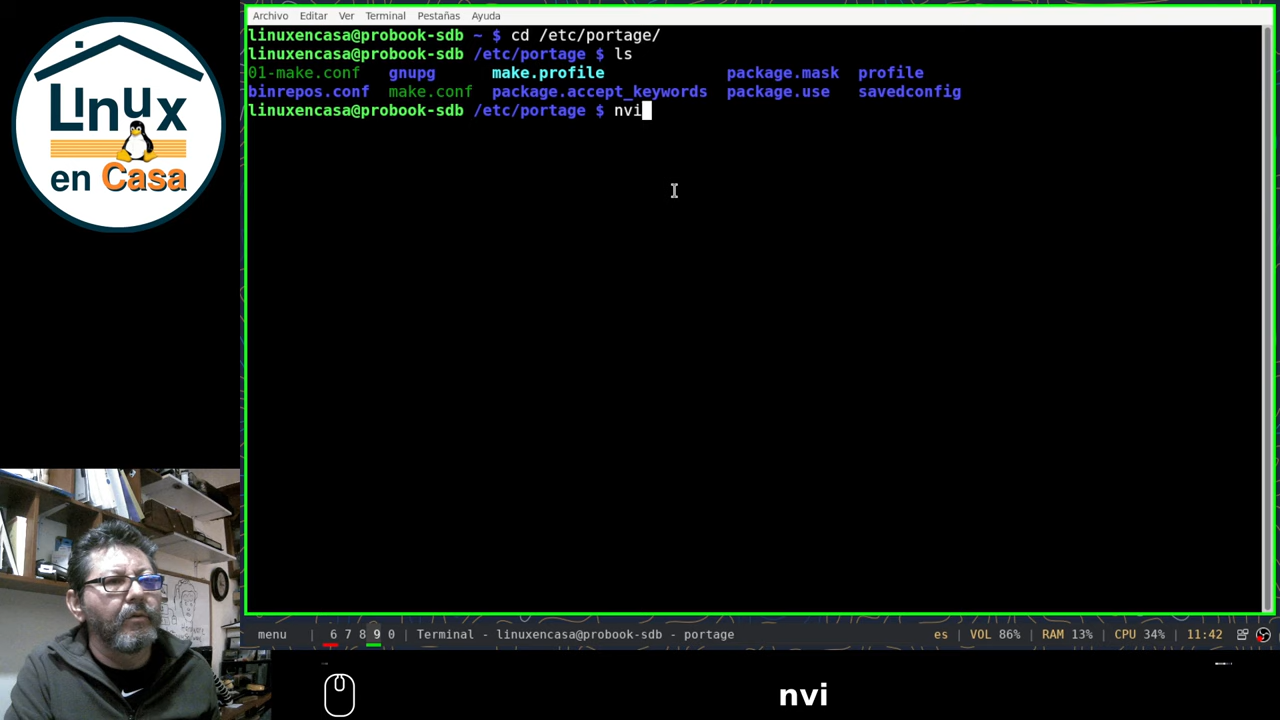 Linux
en Casa
Archivo Editar Ver Terminal Pestañas Ayuda
linuxencasa@probook-sdb ~ $ cd /etc/portage/
linuxencasa@probook-sdb /etc/portage $ ls
01-make.conf gnupg make.profile package.mask profile
binrepos.conf make.conf package.accept_keywords package.use savedconfig
linuxencasa@probook-sdb /etc/portage $ nvi
menu | 6 7 8 9 0 | Terminal - linuxencasa@probook-sdb - portage es | VOL 86% | RAM 13% | CPU 34% | 11:42
nvi